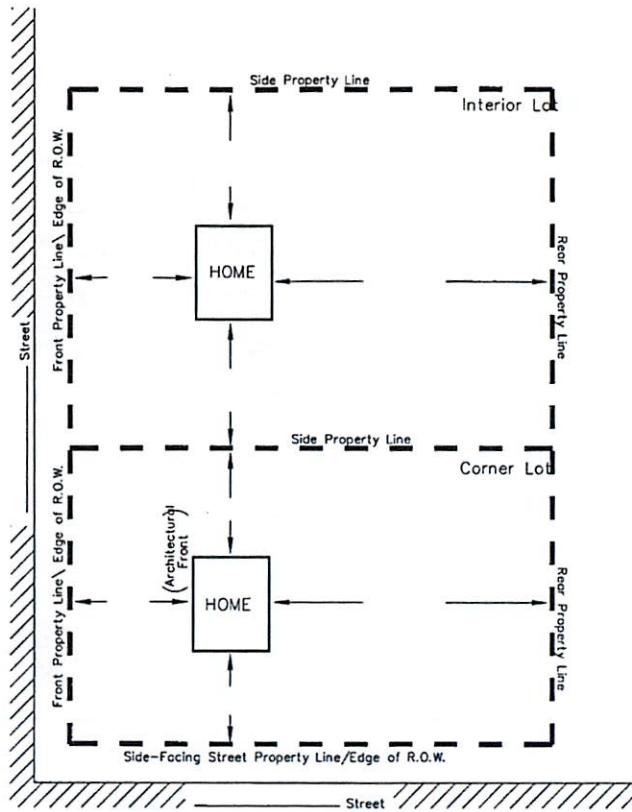 Side Property Line
Interior Lot
Front Property Line\ Edge of R.O.W.
HOME
Rear Property Line
Street
Side Property Line
Corner Lot
Front Property Line\ Edge of R.O.W.
(Architectural)
Front
HOME
Rear Property Line
Side-Facing Street Property Line/Edge of R.O.W.
Street